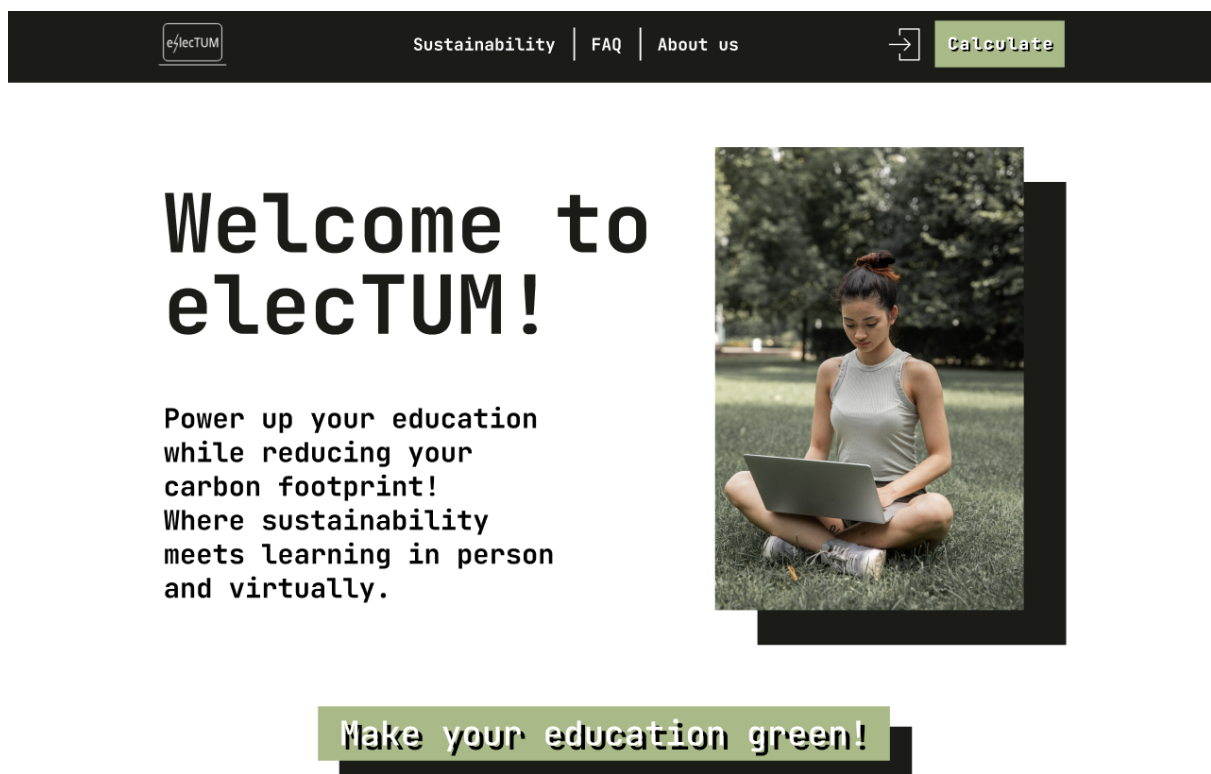 e⚡lecTUM
Sustainability
FAQ
About us
Calculate
Welcome to
elecTUM!
Power up your education
while reducing your
carbon footprint!
Where sustainability
meets learning in person
and virtually.
Make your education green!